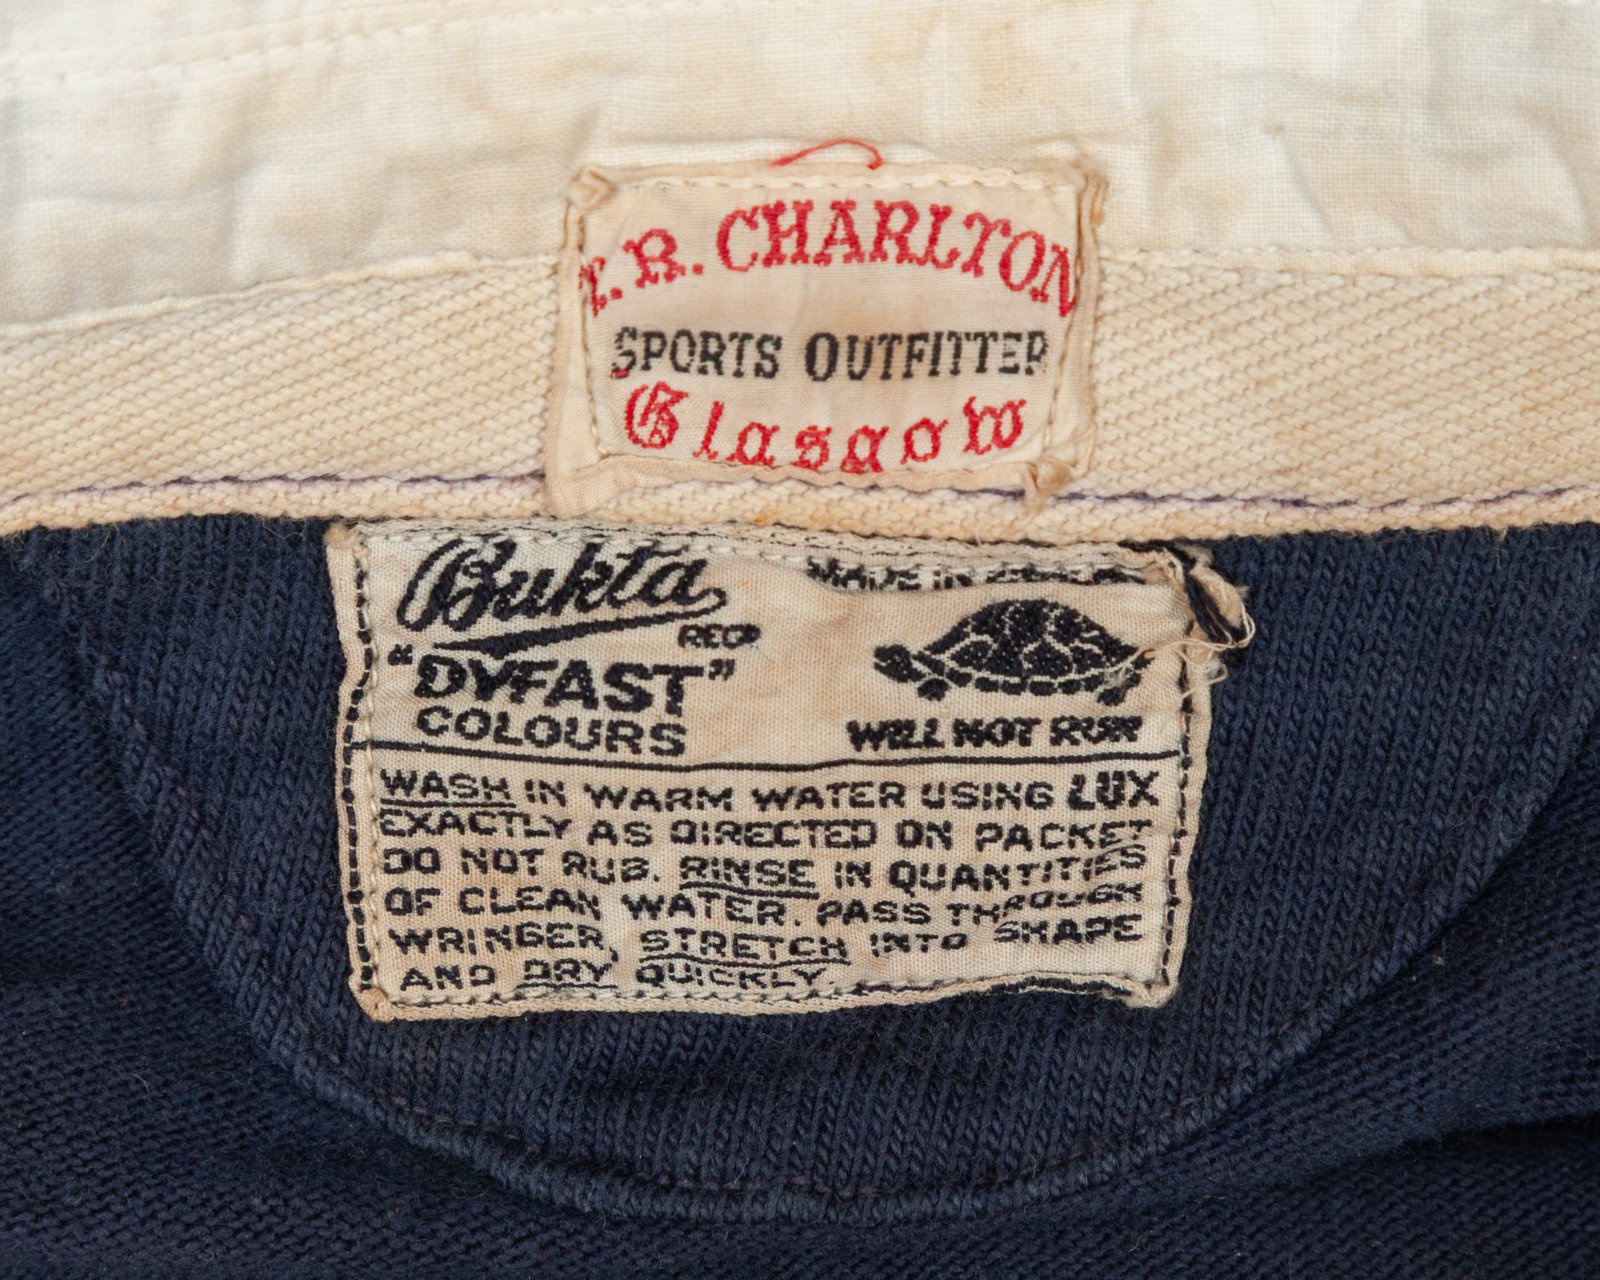 R. CHARLTON
SPORTS OUTFITTER
Glasgow
Bukta
MADE IN
REGD
"DYFAST"
COLOURS
WILL NOT RUN
WASH IN WARM WATER USING LUX
EXACTLY AS DIRECTED ON PACKET
DO NOT RUB. RINSE IN QUANTITIES
OF CLEAN WATER. PASS THROUGH
WRINGER, STRETCH INTO SHAPE
AND DRY QUICKLY.